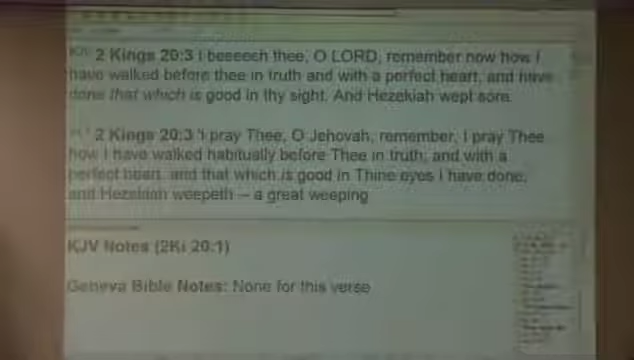 KJV 2 Kings 20:3 I beseech thee, O LORD, remember now how I
have walked before thee in truth and with a perfect heart, and have
done that which is good in thy sight. And Hezekiah wept sore.
2 Kings 20:3 'I pray Thee, O Jehovah, remember, I pray Thee
how I have walked habitually before Thee in truth, and with a
perfect heart, and that which is good in Thine eyes I have done,
and Hezekiah weepeth -- a great weeping
KJV Notes (2Ki 20:1)
Geneva Bible Notes: None for this verse